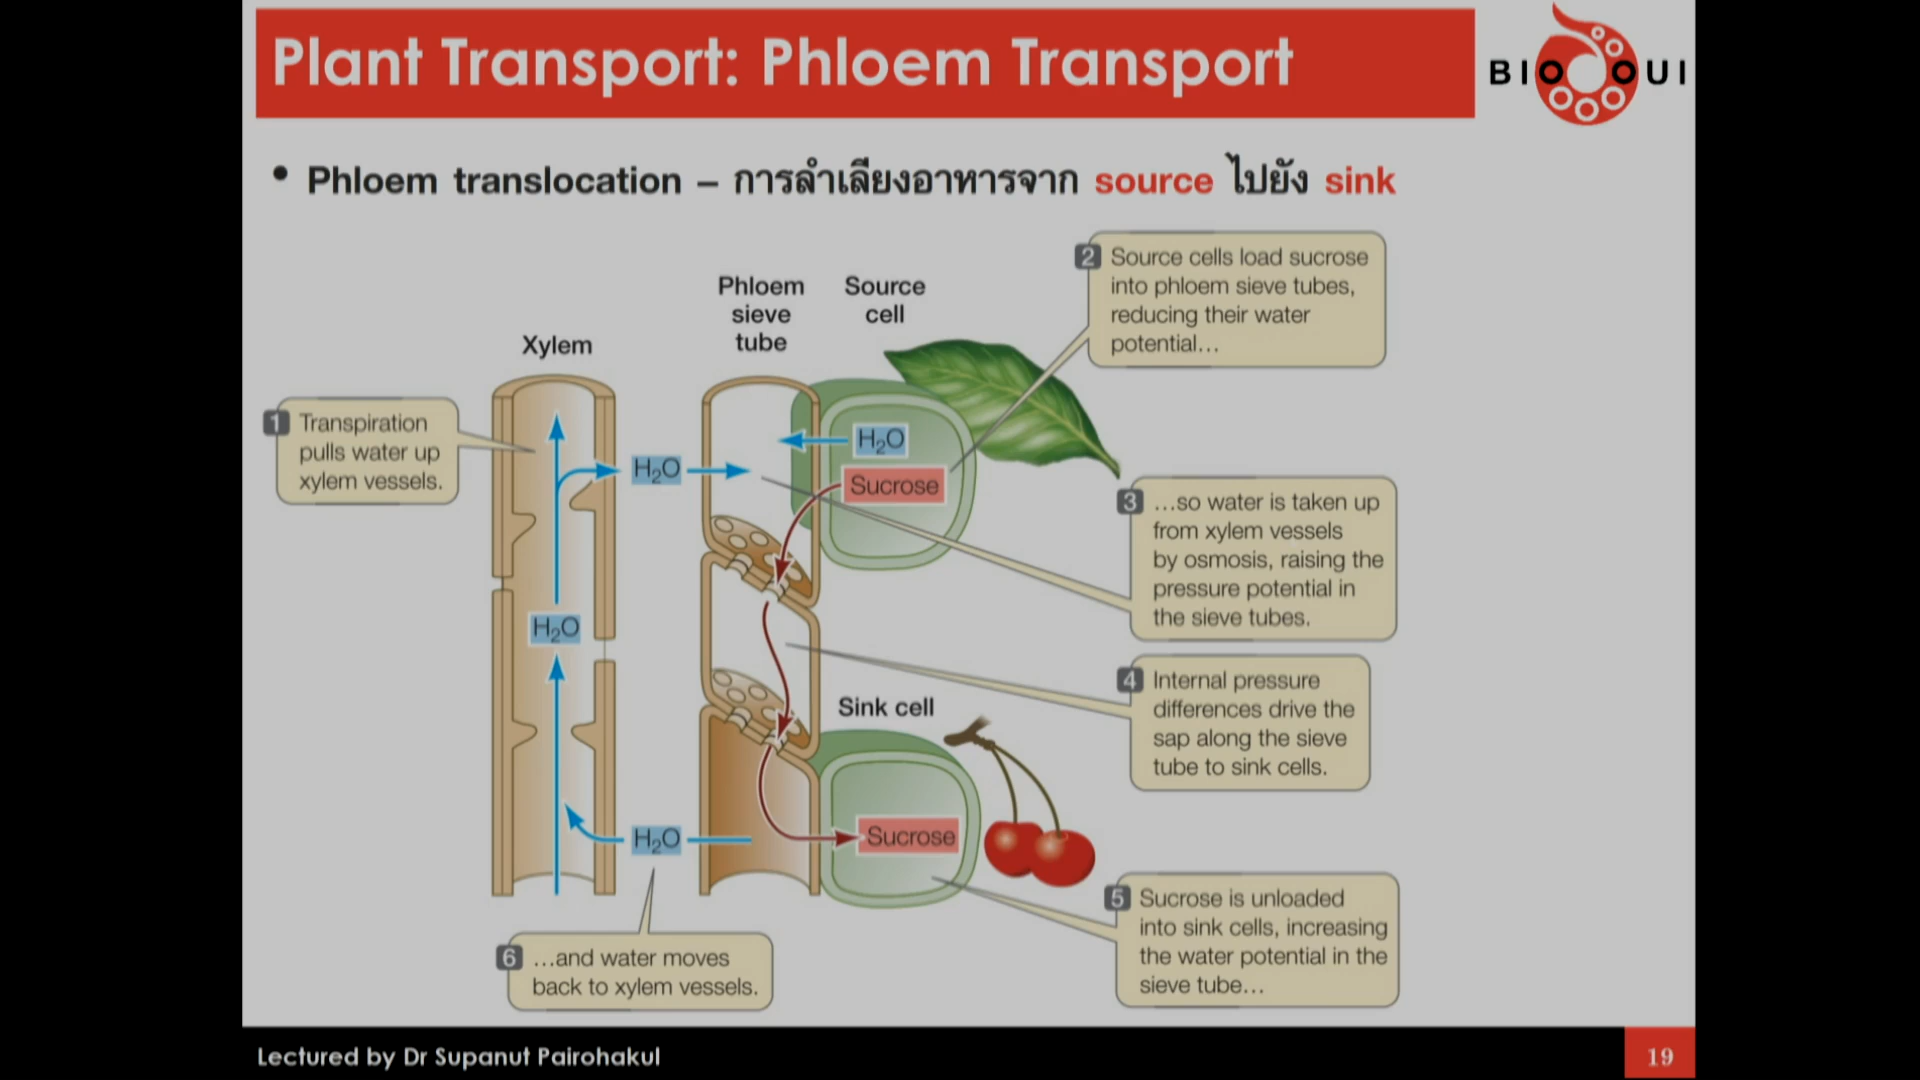 Plant Transport: Phloem Transport
BIO OUI
• Phloem translocation – การลำเลียงอาหารจาก source ไปยัง sink
2 Source cells load sucrose
into phloem sieve tubes,
reducing their water
potential…
Phloem
sieve
tube
Source
cell
Xylem
1 Transpiration
pulls water up
xylem vessels.
H₂O
H₂O
Sucrose
3 …so water is taken up
from xylem vessels
by osmosis, raising the
pressure potential in
the sieve tubes.
H₂O
4 Internal pressure
differences drive the
sap along the sieve
tube to sink cells.
Sink cell
H₂O
Sucrose
5 Sucrose is unloaded
into sink cells, increasing
the water potential in the
sieve tube…
6 …and water moves
back to xylem vessels.
Lectured by Dr Supanut Pairohakul
19